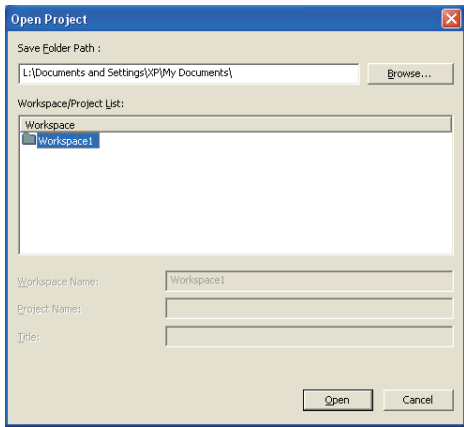 Open Project
Save Folder Path :
L:\Documents and Settings\XP\My Documents\
Browse...
Workspace/Project List:
Workspace
Workspace1
Workspace Name:
Workspace1
Project Name:
Title:
Open
Cancel